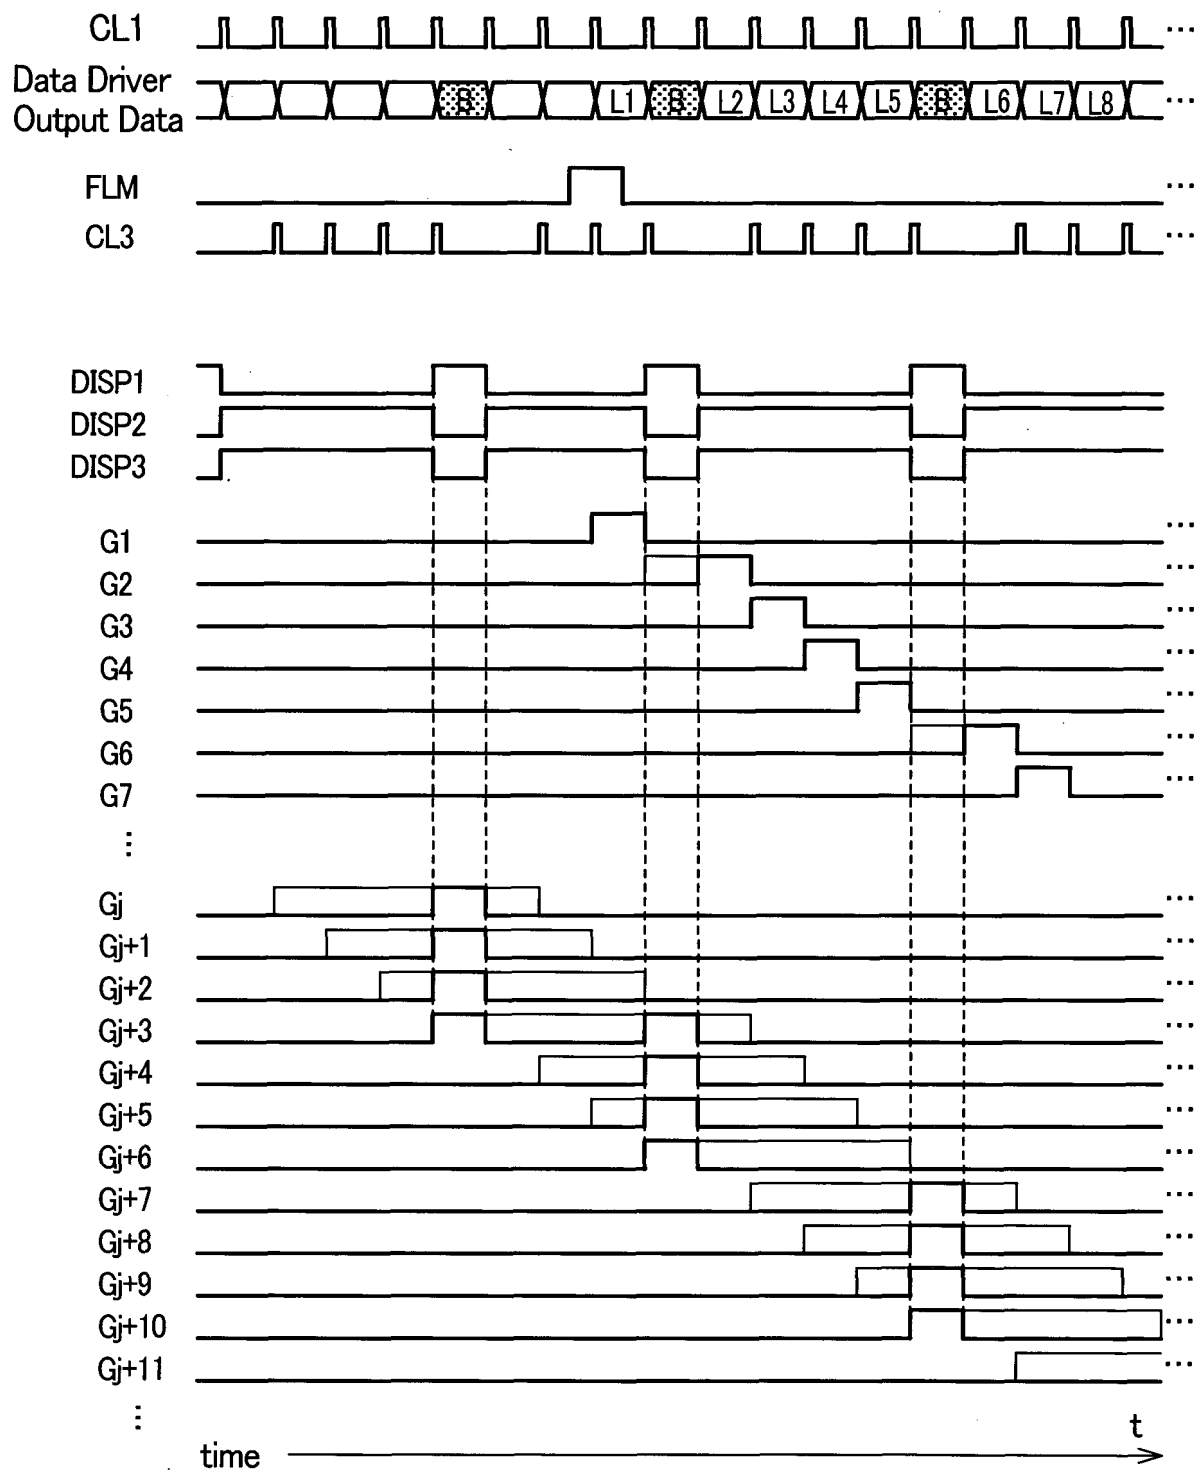 CL1 ...
Data Driver
Output Data B L1 B L2 L3 L4 L5 B L6 L7 L8 ...
FLM ...
CL3 ...
DISP1
DISP2
DISP3
G1 ...
G2 ...
G3 ...
G4 ...
G5 ...
G6 ...
G7 ...
⋮
Gj ...
Gj+1 ...
Gj+2 ...
Gj+3 ...
Gj+4 ...
Gj+5 ...
Gj+6 ...
Gj+7 ...
Gj+8 ...
Gj+9 ...
Gj+10 ...
Gj+11 ...
⋮
t
time